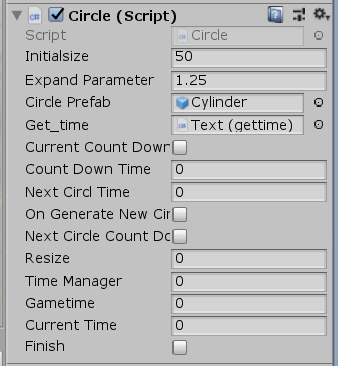 Circle (Script)
Script Circle
Initialsize 50
Expand Parameter 1.25
Circle Prefab Cylinder
Get_time Text (gettime)
Current Count Down
Count Down Time 0
Next Circl Time 0
On Generate New Cir
Next Circle Count Do
Resize 0
Time Manager 0
Gametime 0
Current Time 0
Finish